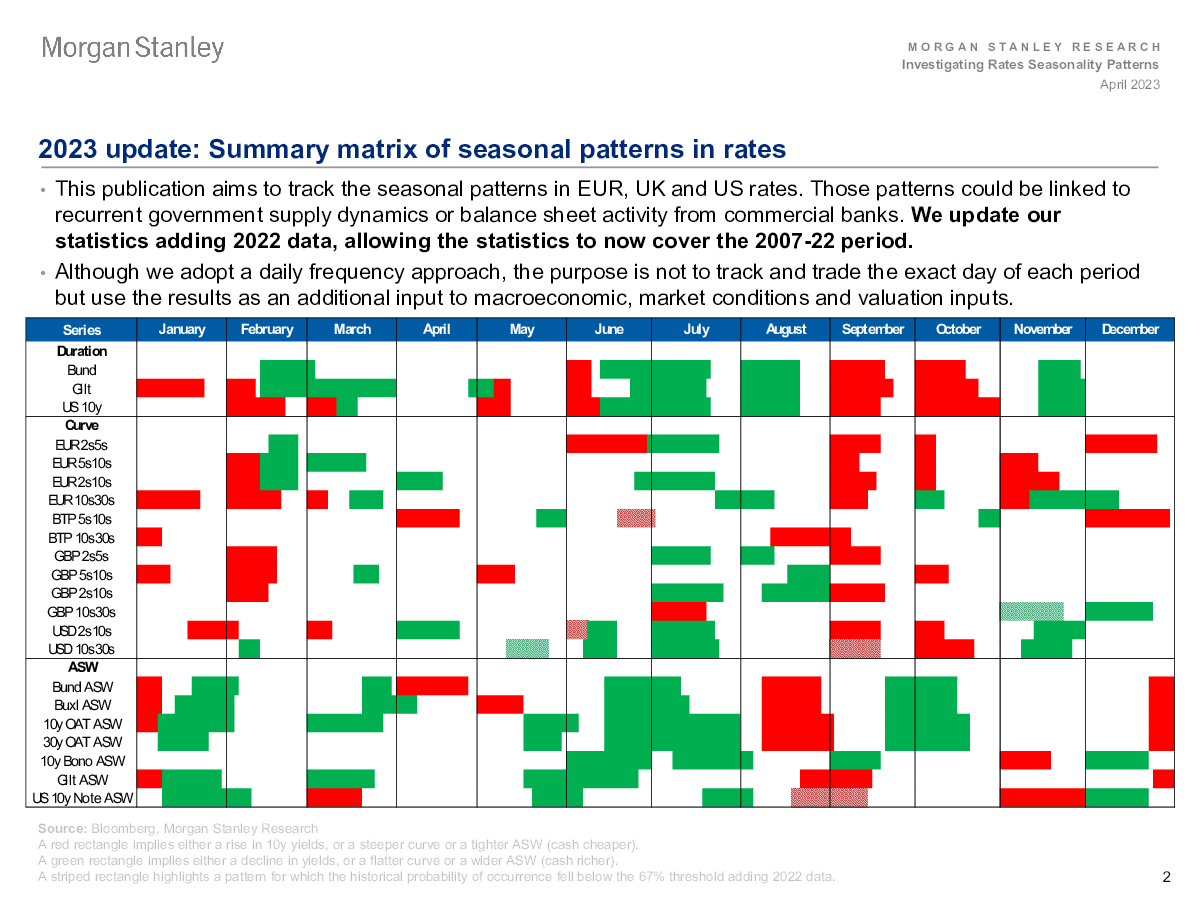 Morgan Stanley
MORGAN STANLEY RESEARCH
Investigating Rates Seasonality Patterns
April 2023
2023 update: Summary matrix of seasonal patterns in rates
• This publication aims to track the seasonal patterns in EUR, UK and US rates. Those patterns could be linked to
recurrent government supply dynamics or balance sheet activity from commercial banks. We update our
statistics adding 2022 data, allowing the statistics to now cover the 2007-22 period.
• Although we adopt a daily frequency approach, the purpose is not to track and trade the exact day of each period
but use the results as an additional input to macroeconomic, market conditions and valuation inputs.
Series January February March April May June July August September October November December
Duration
Bund
Gilt
US 10y
Curve
EUR 2s5s
EUR 5s10s
EUR 2s10s
EUR 10s30s
BTP 5s10s
BTP 10s30s
GBP 2s5s
GBP 5s10s
GBP 2s10s
GBP 10s30s
USD 2s10s
USD 10s30s
ASW
Bund ASW
Buxl ASW
10y OAT ASW
30y OAT ASW
10y Bono ASW
Gilt ASW
US 10y Note ASW
Source: Bloomberg, Morgan Stanley Research
A red rectangle implies either a rise in 10y yields, or a steeper curve or a tighter ASW (cash cheaper).
A green rectangle implies either a decline in yields, or a flatter curve or a wider ASW (cash richer).
A striped rectangle highlights a pattern for which the historical probability of occurrence fell below the 67% threshold adding 2022 data.
2